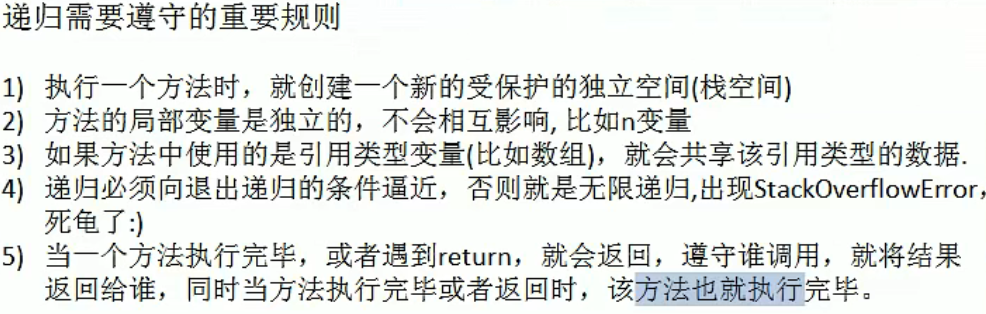 递归需要遵守的重要规则
1) 执行一个方法时，就创建一个新的受保护的独立空间(栈空间)
2) 方法的局部变量是独立的，不会相互影响, 比如n变量
3) 如果方法中使用的是引用类型变量(比如数组)，就会共享该引用类型的数据.
4) 递归必须向退出递归的条件逼近，否则就是无限递归,出现StackOverflowError，
死龟了:)
5) 当一个方法执行完毕，或者遇到return，就会返回，遵守谁调用，就将结果
返回给谁，同时当方法执行完毕或者返回时，该方法也就执行完毕。